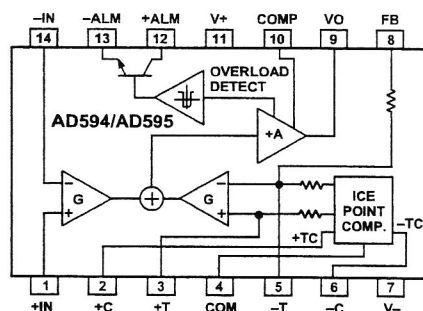 −IN −ALM +ALM V+ COMP VO FB
14 13 12 11 10 9 8
OVERLOAD
DETECT
AD594/AD595
+A
− G − ICE
+ + G POINT
COMP.
+TC −TC
1 2 3 4 5 6 7
+IN +C +T COM −T −C V−